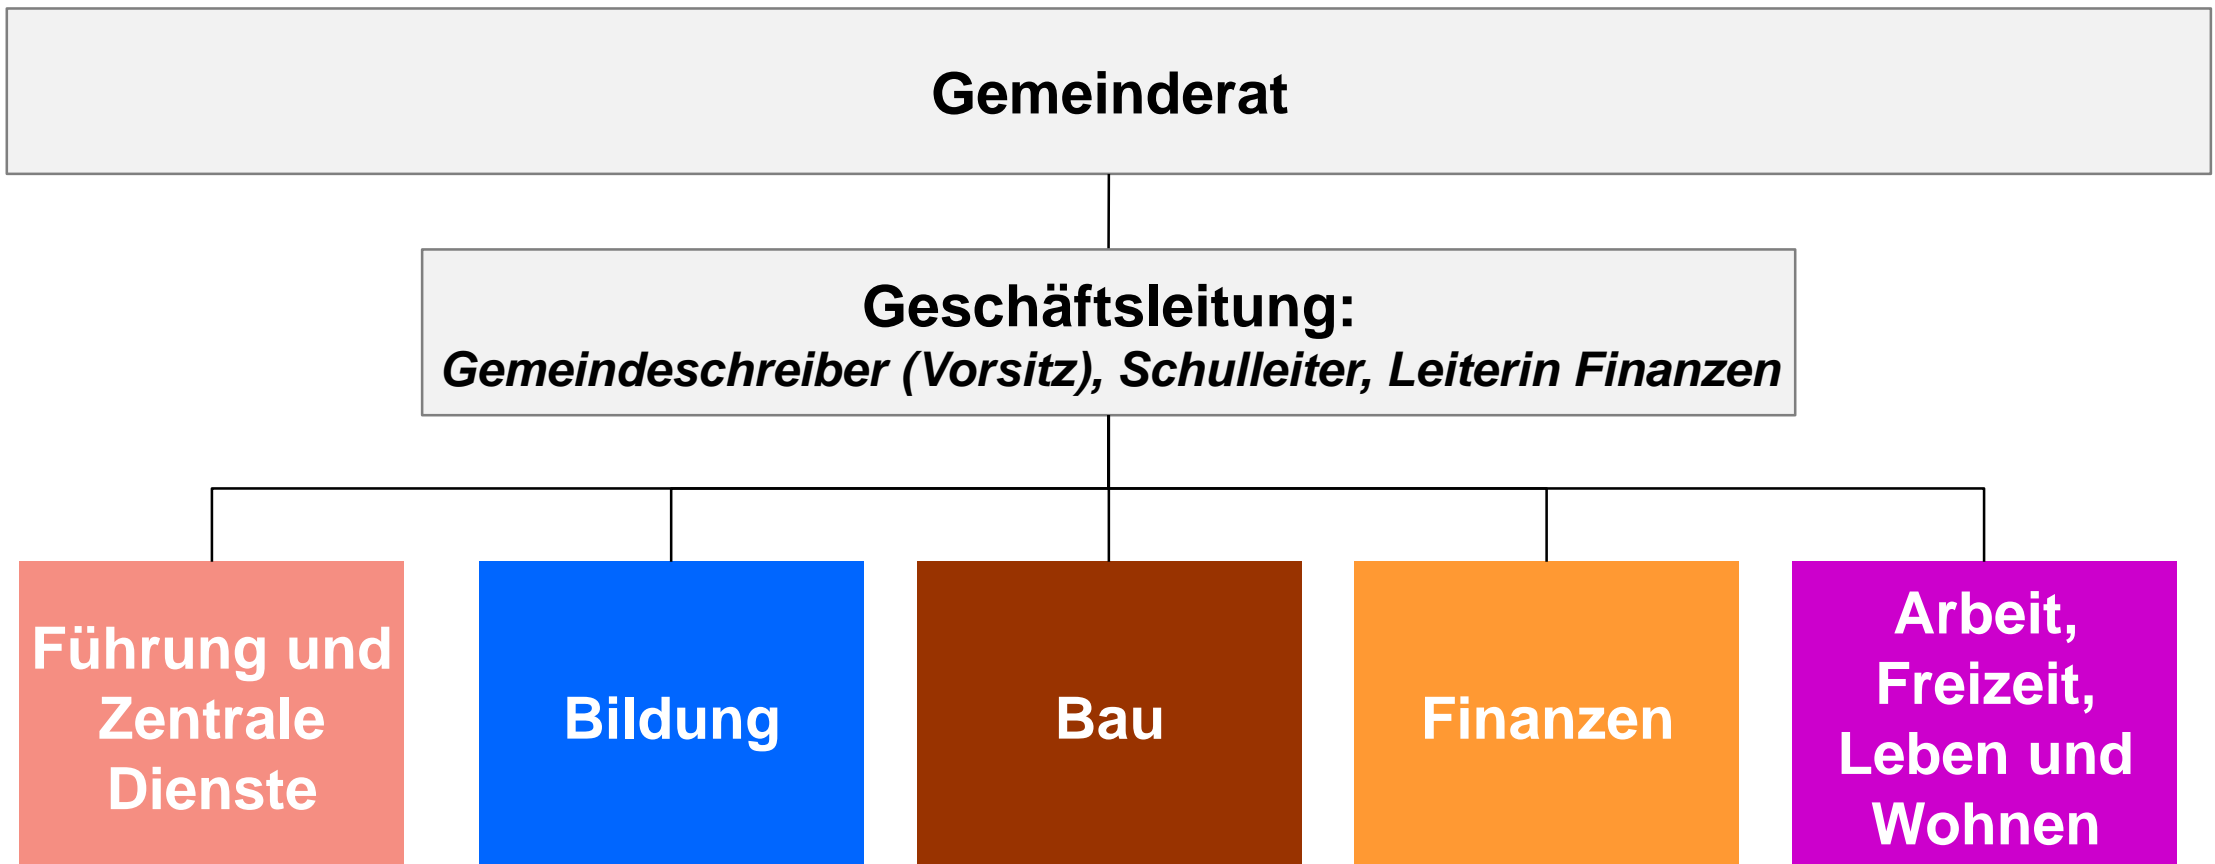 Gemeinderat
Geschäftsleitung:
Gemeindeschreiber (Vorsitz), Schulleiter, Leiterin Finanzen
Führung und
Zentrale
Dienste
Bildung
Bau
Finanzen
Arbeit,
Freizeit,
Leben und
Wohnen